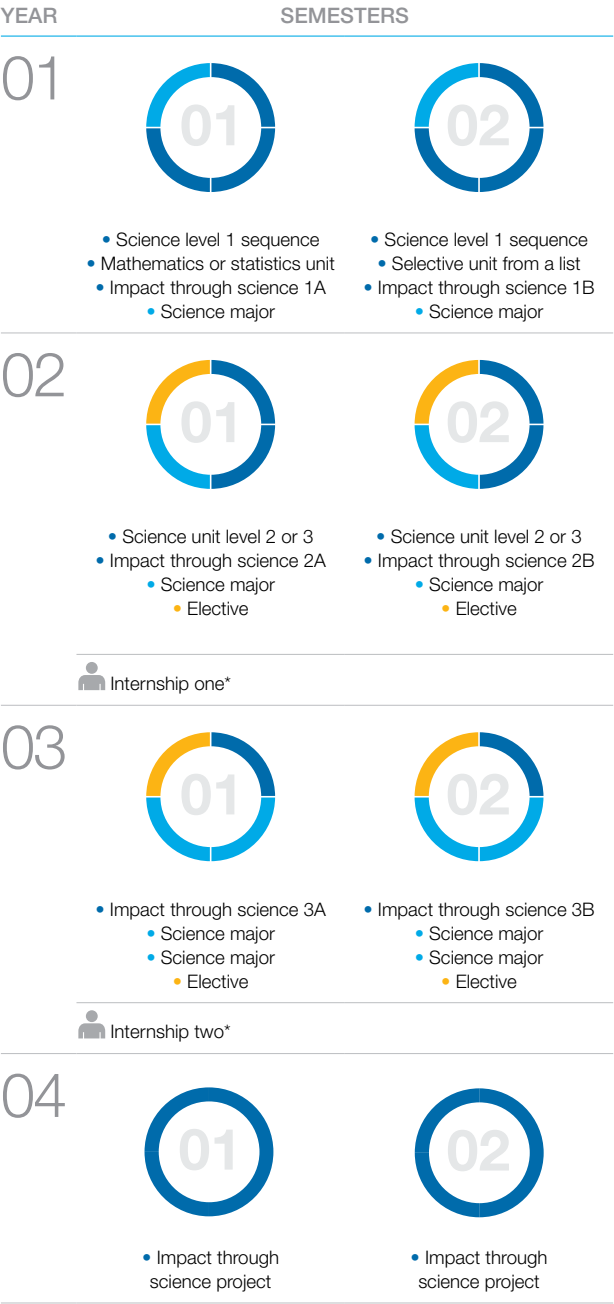 YEAR SEMESTERS
01
01 02
• Science level 1 sequence
• Mathematics or statistics unit
• Impact through science 1A
• Science major
• Science level 1 sequence
• Selective unit from a list
• Impact through science 1B
• Science major
02
01 02
• Science unit level 2 or 3
• Impact through science 2A
• Science major
• Elective
• Science unit level 2 or 3
• Impact through science 2B
• Science major
• Elective
Internship one*
03
01 02
• Impact through science 3A
• Science major
• Science major
• Elective
• Impact through science 3B
• Science major
• Science major
• Elective
Internship two*
04
01 02
• Impact through
science project
• Impact through
science project